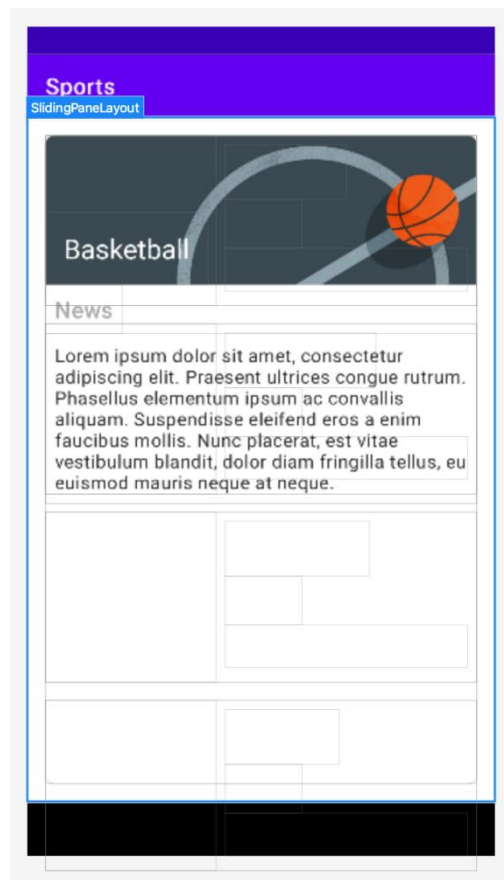 Sports
SlidingPaneLayout
Basketball
News
Lorem ipsum dolor sit amet, consectetur
adipiscing elit. Praesent ultrices congue rutrum.
Phasellus elementum ipsum ac convallis
aliquam. Suspendisse eleifend eros a enim
faucibus mollis. Nunc placerat, est vitae
vestibulum blandit, dolor diam fringilla tellus, eu
euismod mauris neque at neque.